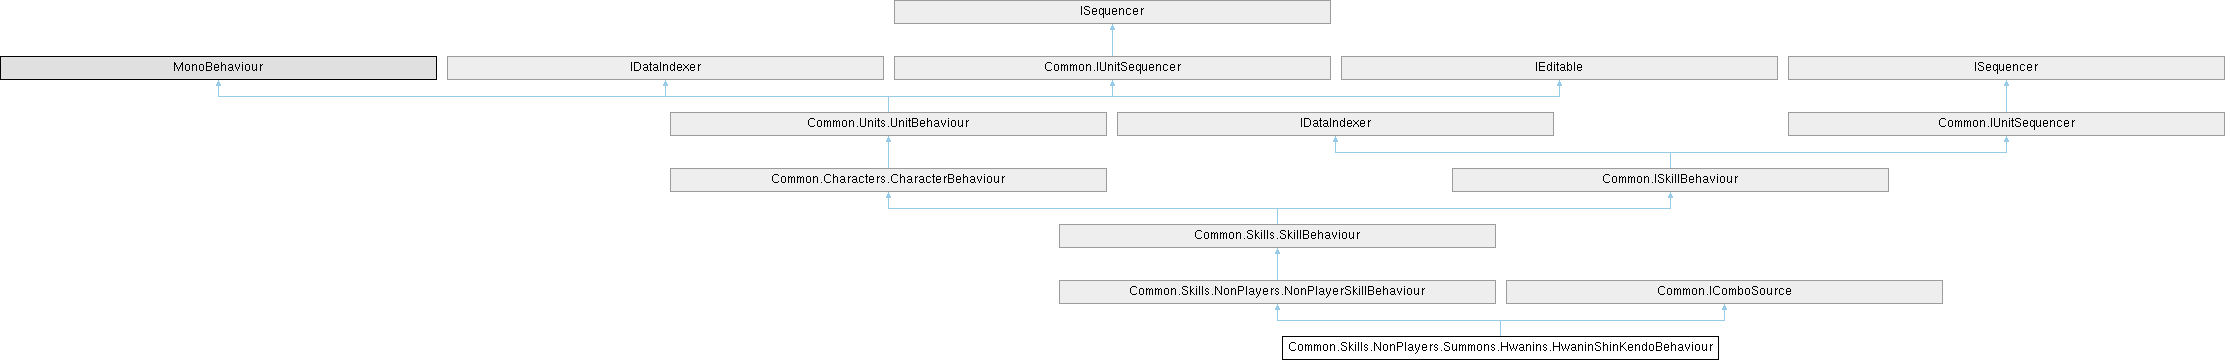 ISequencer
MonoBehaviour
IDataIndexer
Common.IUnitSequencer
IEditable
ISequencer
Common.Units.UnitBehaviour
IDataIndexer
Common.IUnitSequencer
Common.Characters.CharacterBehaviour
Common.ISkillBehaviour
Common.Skills.SkillBehaviour
Common.Skills.NonPlayers.NonPlayerSkillBehaviour
Common.IComboSource
Common.Skills.NonPlayers.Summons.Hwanins.HwaninShinKendoBehaviour